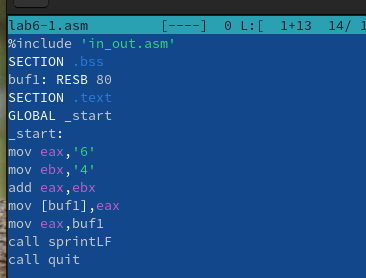 lab6-1.asm [----] 0 L:[ 1+13 14/ 1
%include 'in_out.asm'
SECTION .bss
buf1: RESB 80
SECTION .text
GLOBAL _start
_start:
mov eax,'6'
mov ebx,'4'
add eax,ebx
mov [buf1],eax
mov eax,buf1
call sprintLF
call quit